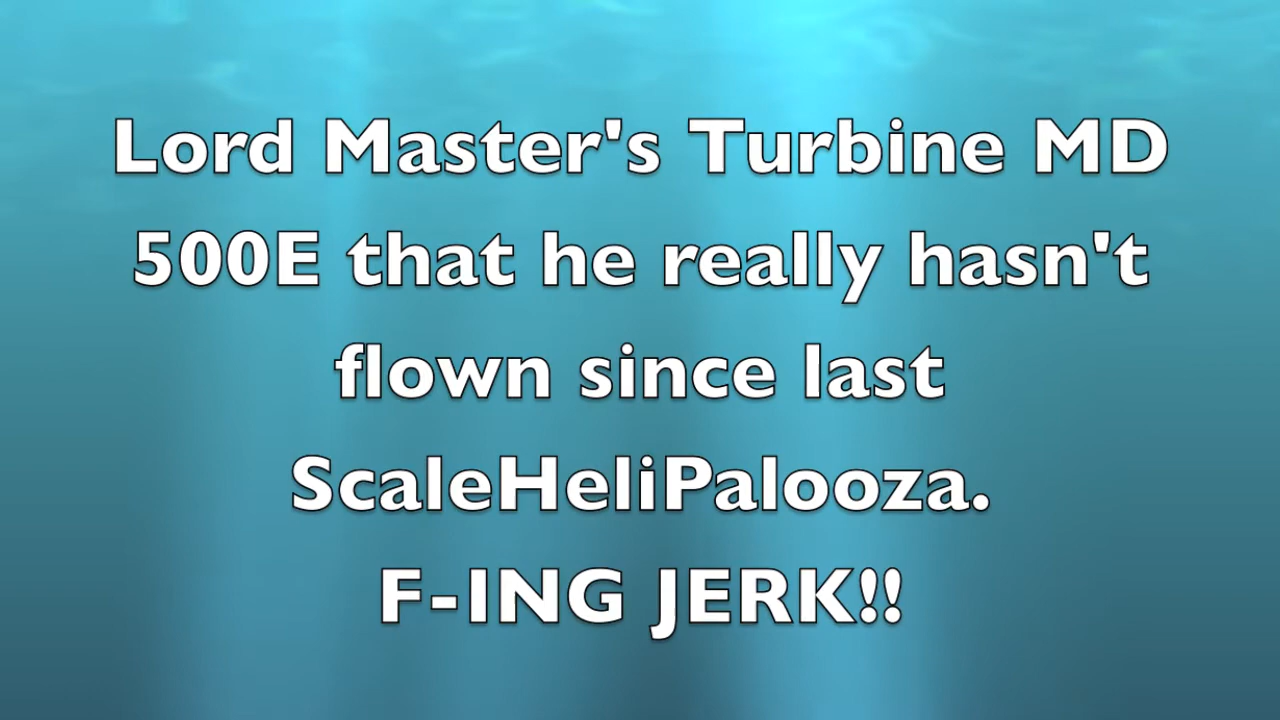 Lord Master's Turbine MD
500E that he really hasn't
flown since last
ScaleHeliPalooza.
F-ING JERK!!